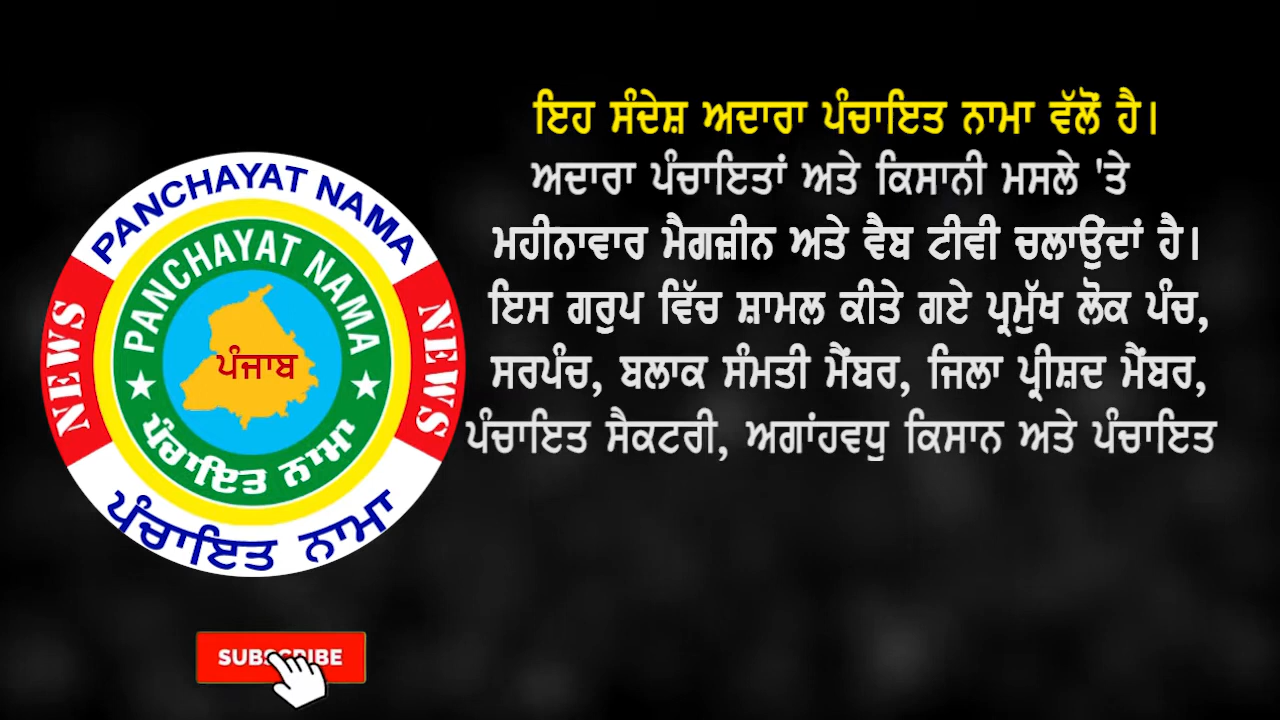 ਇਹ ਸੰਦੇਸ਼ ਅਦਾਰਾ ਪੰਚਾਇਤ ਨਾਮਾ ਵੱਲੋਂ ਹੈ।
ਅਦਾਰਾ ਪੰਚਾਇਤਾਂ ਅਤੇ ਕਿਸਾਨੀ ਮਸਲੇ 'ਤੇ
ਮਹੀਨਾਵਾਰ ਮੈਗਜ਼ੀਨ ਅਤੇ ਵੈਬ ਟੀਵੀ ਚਲਾਉਂਦਾਂ ਹੈ।
ਇਸ ਗਰੁਪ ਵਿੱਚ ਸ਼ਾਮਲ ਕੀਤੇ ਗਏ ਪ੍ਰਮੁੱਖ ਲੋਕ ਪੰਚ,
ਸਰਪੰਚ, ਬਲਾਕ ਸੰਮਤੀ ਮੈਂਬਰ, ਜਿਲਾ ਪ੍ਰੀਸ਼ਦ ਮੈਂਬਰ,
ਪੰਚਾਇਤ ਸੈਕਟਰੀ, ਅਗਾਂਹਵਧੁ ਕਿਸਾਨ ਅਤੇ ਪੰਚਾਇਤ
PANCHAYAT NAMA
PANCHAYAT NAMA
NEWS
NEWS
ਪੰਜਾਬ
ਪੰਚਾਇਤ ਨਾਮਾ
ਪੰਚਾਇਤ ਨਾਮਾ
SUBSCRIBE